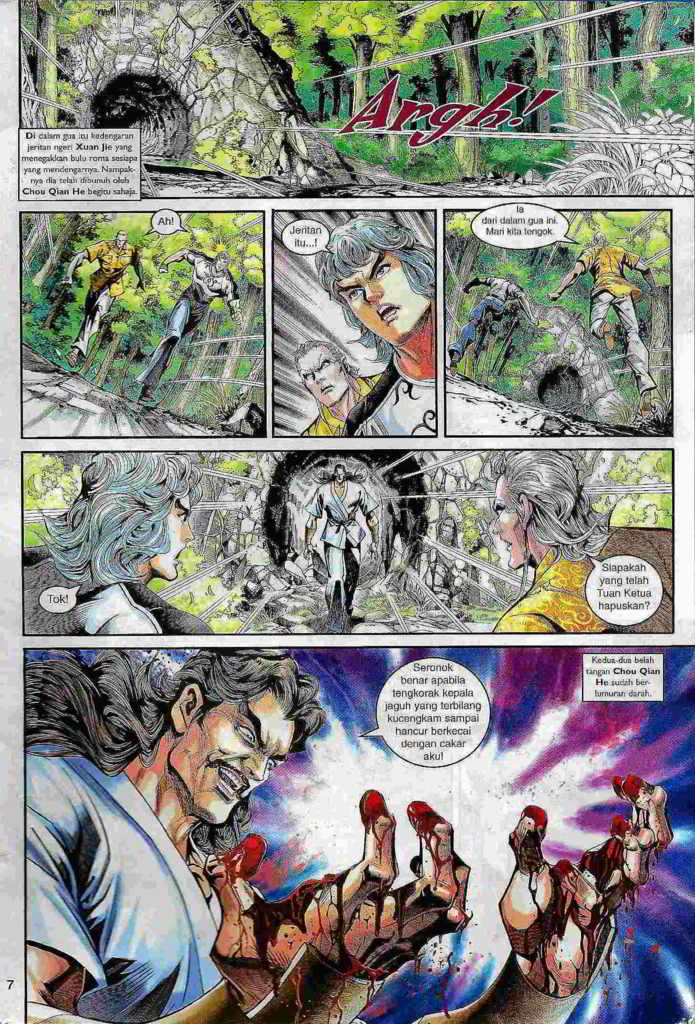 Argh!
Di dalam gua itu kedengaran
jeritan ngeri Xuan Jie yang
menegakkan bulu roma sesiapa
yang mendengarnya. Nampak-
nya dia telah dibunuh oleh
Chou Qian He begitu sahaja.
Ah!
Jeritan
itu...!
Ia
dari dalam gua ini.
Mari kita tengok.
Tok!
Siapakah
yang telah
Tuan Ketua
hapuskan?
Seronok
benar apabila
tengkorak kepala
jaguh yang terbilang
kucengkam sampai
hancur berkecai
dengan cakar
aku!
Kedua-dua belah
tangan Chou Qian
He sudah ber-
lumuran darah.
7